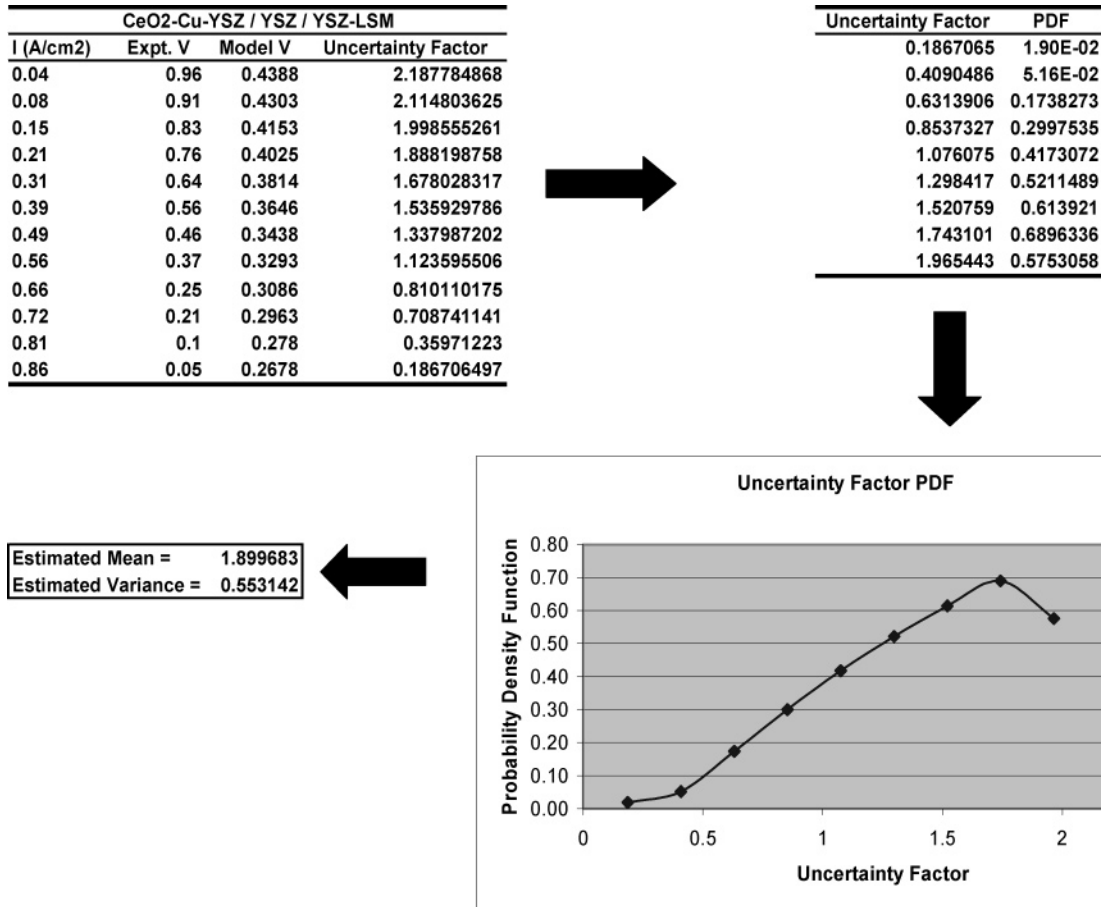 CeO2-Cu-YSZ / YSZ / YSZ-LSM
I (A/cm2) Expt. V Model V Uncertainty Factor
0.04 0.96 0.4388 2.187784868
0.08 0.91 0.4303 2.114803625
0.15 0.83 0.4153 1.998555261
0.21 0.76 0.4025 1.888198758
0.31 0.64 0.3814 1.678028317
0.39 0.56 0.3646 1.535929786
0.49 0.46 0.3438 1.337987202
0.56 0.37 0.3293 1.123595506
0.66 0.25 0.3086 0.810110175
0.72 0.21 0.2963 0.708741141
0.81 0.1 0.278 0.35971223
0.86 0.05 0.2678 0.186706497
Uncertainty Factor PDF
0.1867065 1.90E-02
0.4090486 5.16E-02
0.6313906 0.1738273
0.8537327 0.2997535
1.076075 0.4173072
1.298417 0.5211489
1.520759 0.613921
1.743101 0.6896336
1.965443 0.5753058
Uncertainty Factor PDF
Probability Density Function
0.80
0.70
0.60
0.50
0.40
0.30
0.20
0.10
0.00
0 0.5 1 1.5 2
Uncertainty Factor
Estimated Mean = 1.899683
Estimated Variance = 0.553142